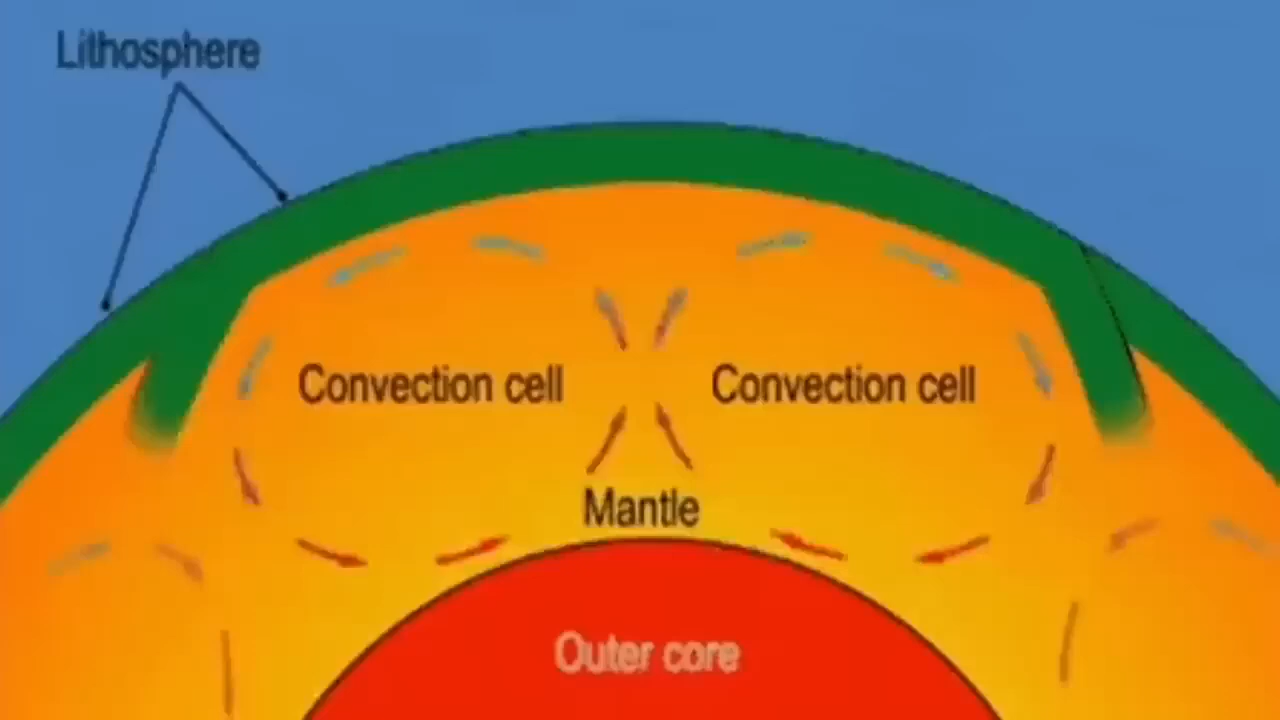 Lithosphere
Convection cell
Convection cell
Mantle
Outer core